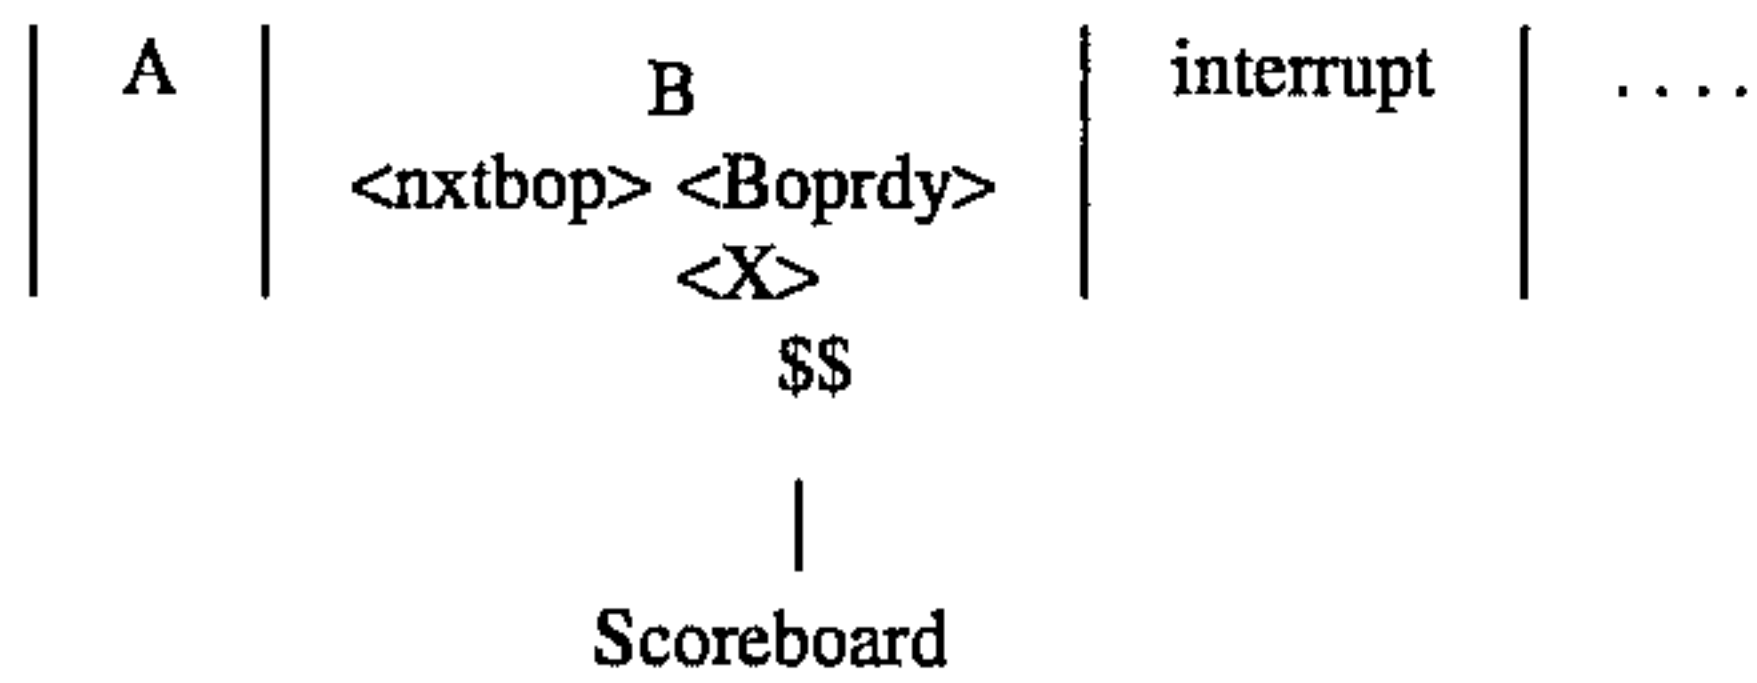 A
B
interrupt
. . . .
<nxtbop> <Boprdy>
<X>
$$
Scoreboard